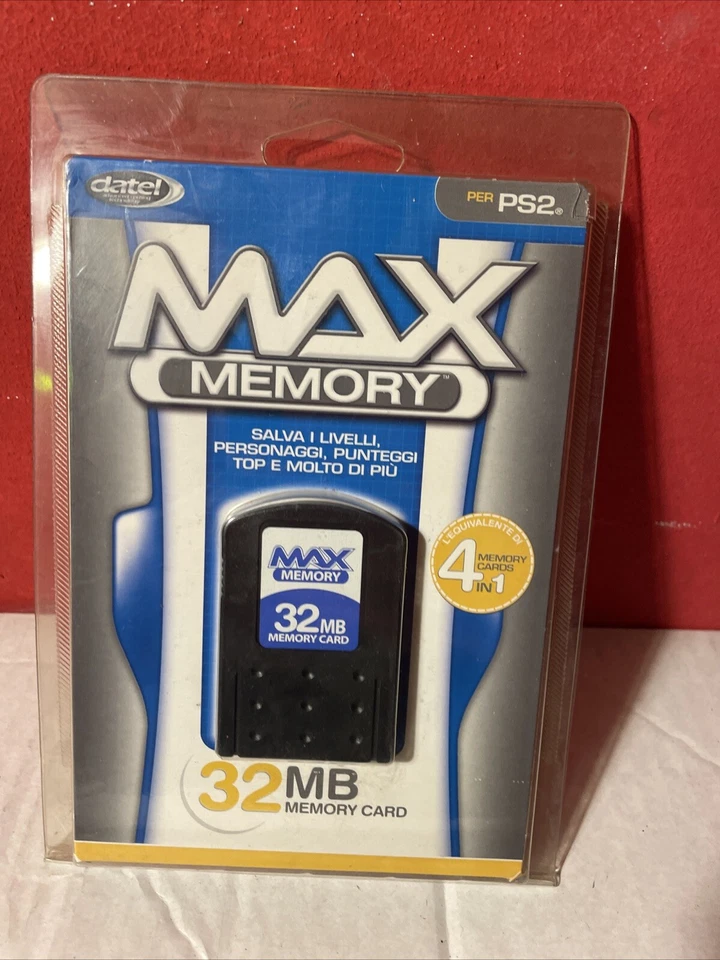 datel
PER PS2®
MAX
MEMORY™
SALVA I LIVELLI,
PERSONAGGI, PUNTEGGI
TOP E MOLTO DI PIÙ
L'EQUIVALENTE DI
4 MEMORY
CARDS
IN 1
MAX
MEMORY
32MB
MEMORY CARD
32MB
MEMORY CARD